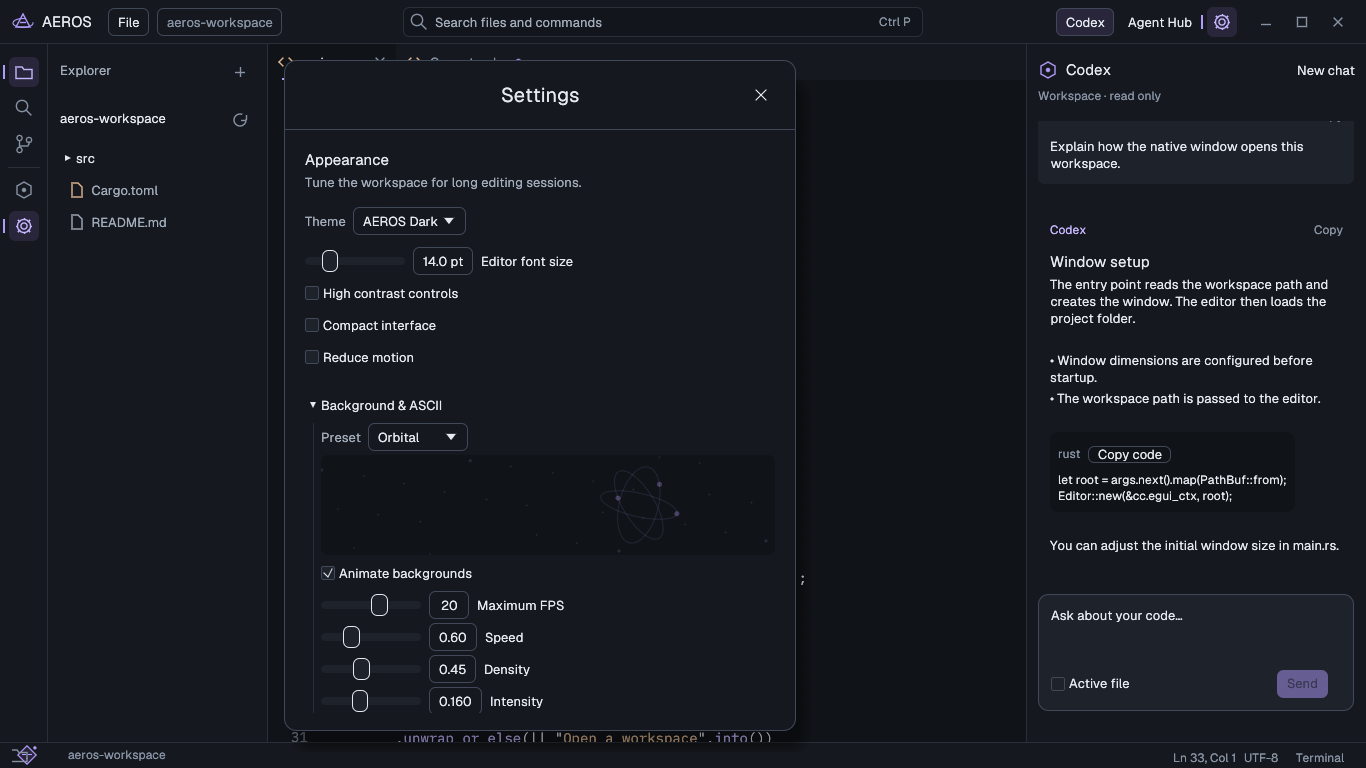 AEROS
File
aeros-workspace
Search files and commands
Ctrl P
Codex
Agent Hub
Explorer
aeros-workspace
src
Cargo.toml
README.md
Settings
Appearance
Tune the workspace for long editing sessions.
Theme
AEROS Dark
14.0 pt
Editor font size
High contrast controls
Compact interface
Reduce motion
Background & ASCII
Preset
Orbital
Animate backgrounds
20
Maximum FPS
0.60
Speed
0.45
Density
0.160
Intensity
;
31
.unwrap_or_else(|| "Open a workspace".into())
Codex
New chat
Workspace · read only
Explain how the native window opens this
workspace.
Codex
Copy
Window setup
The entry point reads the workspace path and
creates the window. The editor then loads the
project folder.
• Window dimensions are configured before
startup.
• The workspace path is passed to the editor.
rust
Copy code
let root = args.next().map(PathBuf::from);
Editor::new(&cc.egui_ctx, root);
You can adjust the initial window size in main.rs.
Ask about your code…
Active file
Send
aeros-workspace
Ln 33, Col 1
UTF-8
Terminal